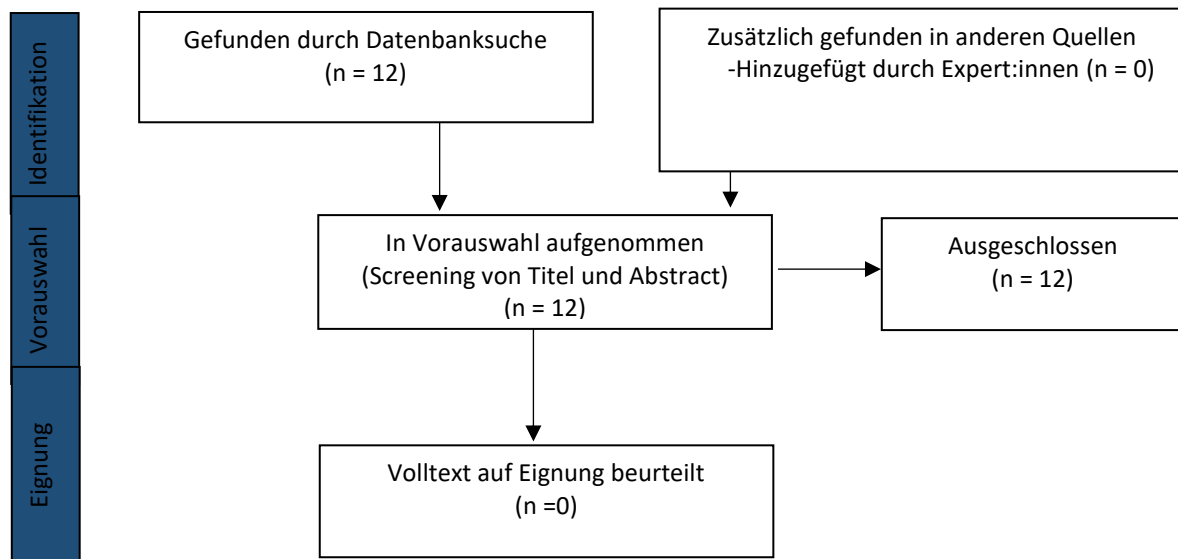 Identifikation
Gefunden durch Datenbanksuche
(n = 12)
Zusätzlich gefunden in anderen Quellen
-Hinzugefügt durch Expert:innen (n = 0)
Vorauswahl
In Vorauswahl aufgenommen
(Screening von Titel und Abstract)
(n = 12)
Ausgeschlossen
(n = 12)
Eignung
Volltext auf Eignung beurteilt
(n =0)